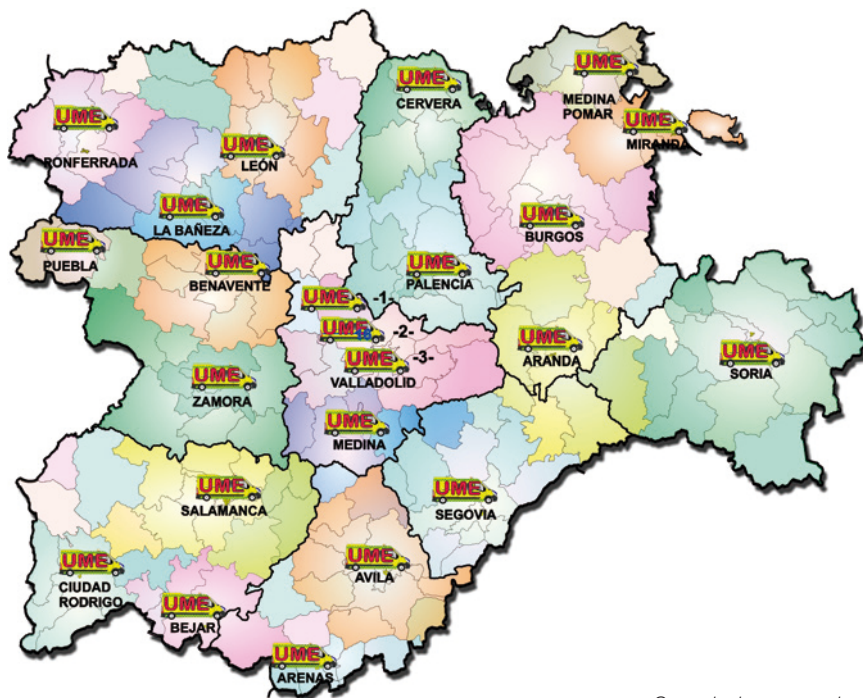 UME
CERVERA
UME
MEDINA
POMAR
UME
MIRANDA
UME
PONFERRADA
UME
LEÓN
UME
LA BAÑEZA
UME
BURGOS
UME
PUEBLA
UME
BENAVENTE
UME
PALENCIA
UME -1-
UME -2-
UME -3-
VALLADOLID
UME
ARANDA
UME
SORIA
UME
ZAMORA
UME
MEDINA
UME
SALAMANCA
UME
SEGOVIA
UME
CIUDAD
RODRIGO
UME
AVILA
UME
BEJAR
UME
ARENAS